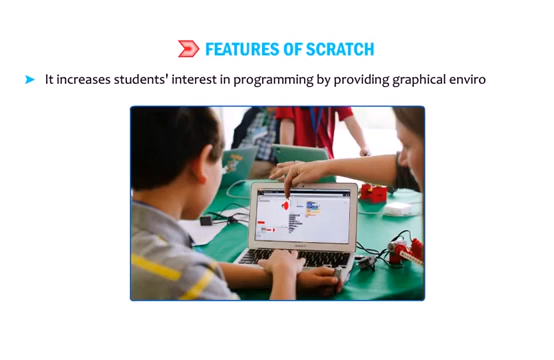 FEATURES OF SCRATCH
It increases students' interest in programming by providing graphical enviro